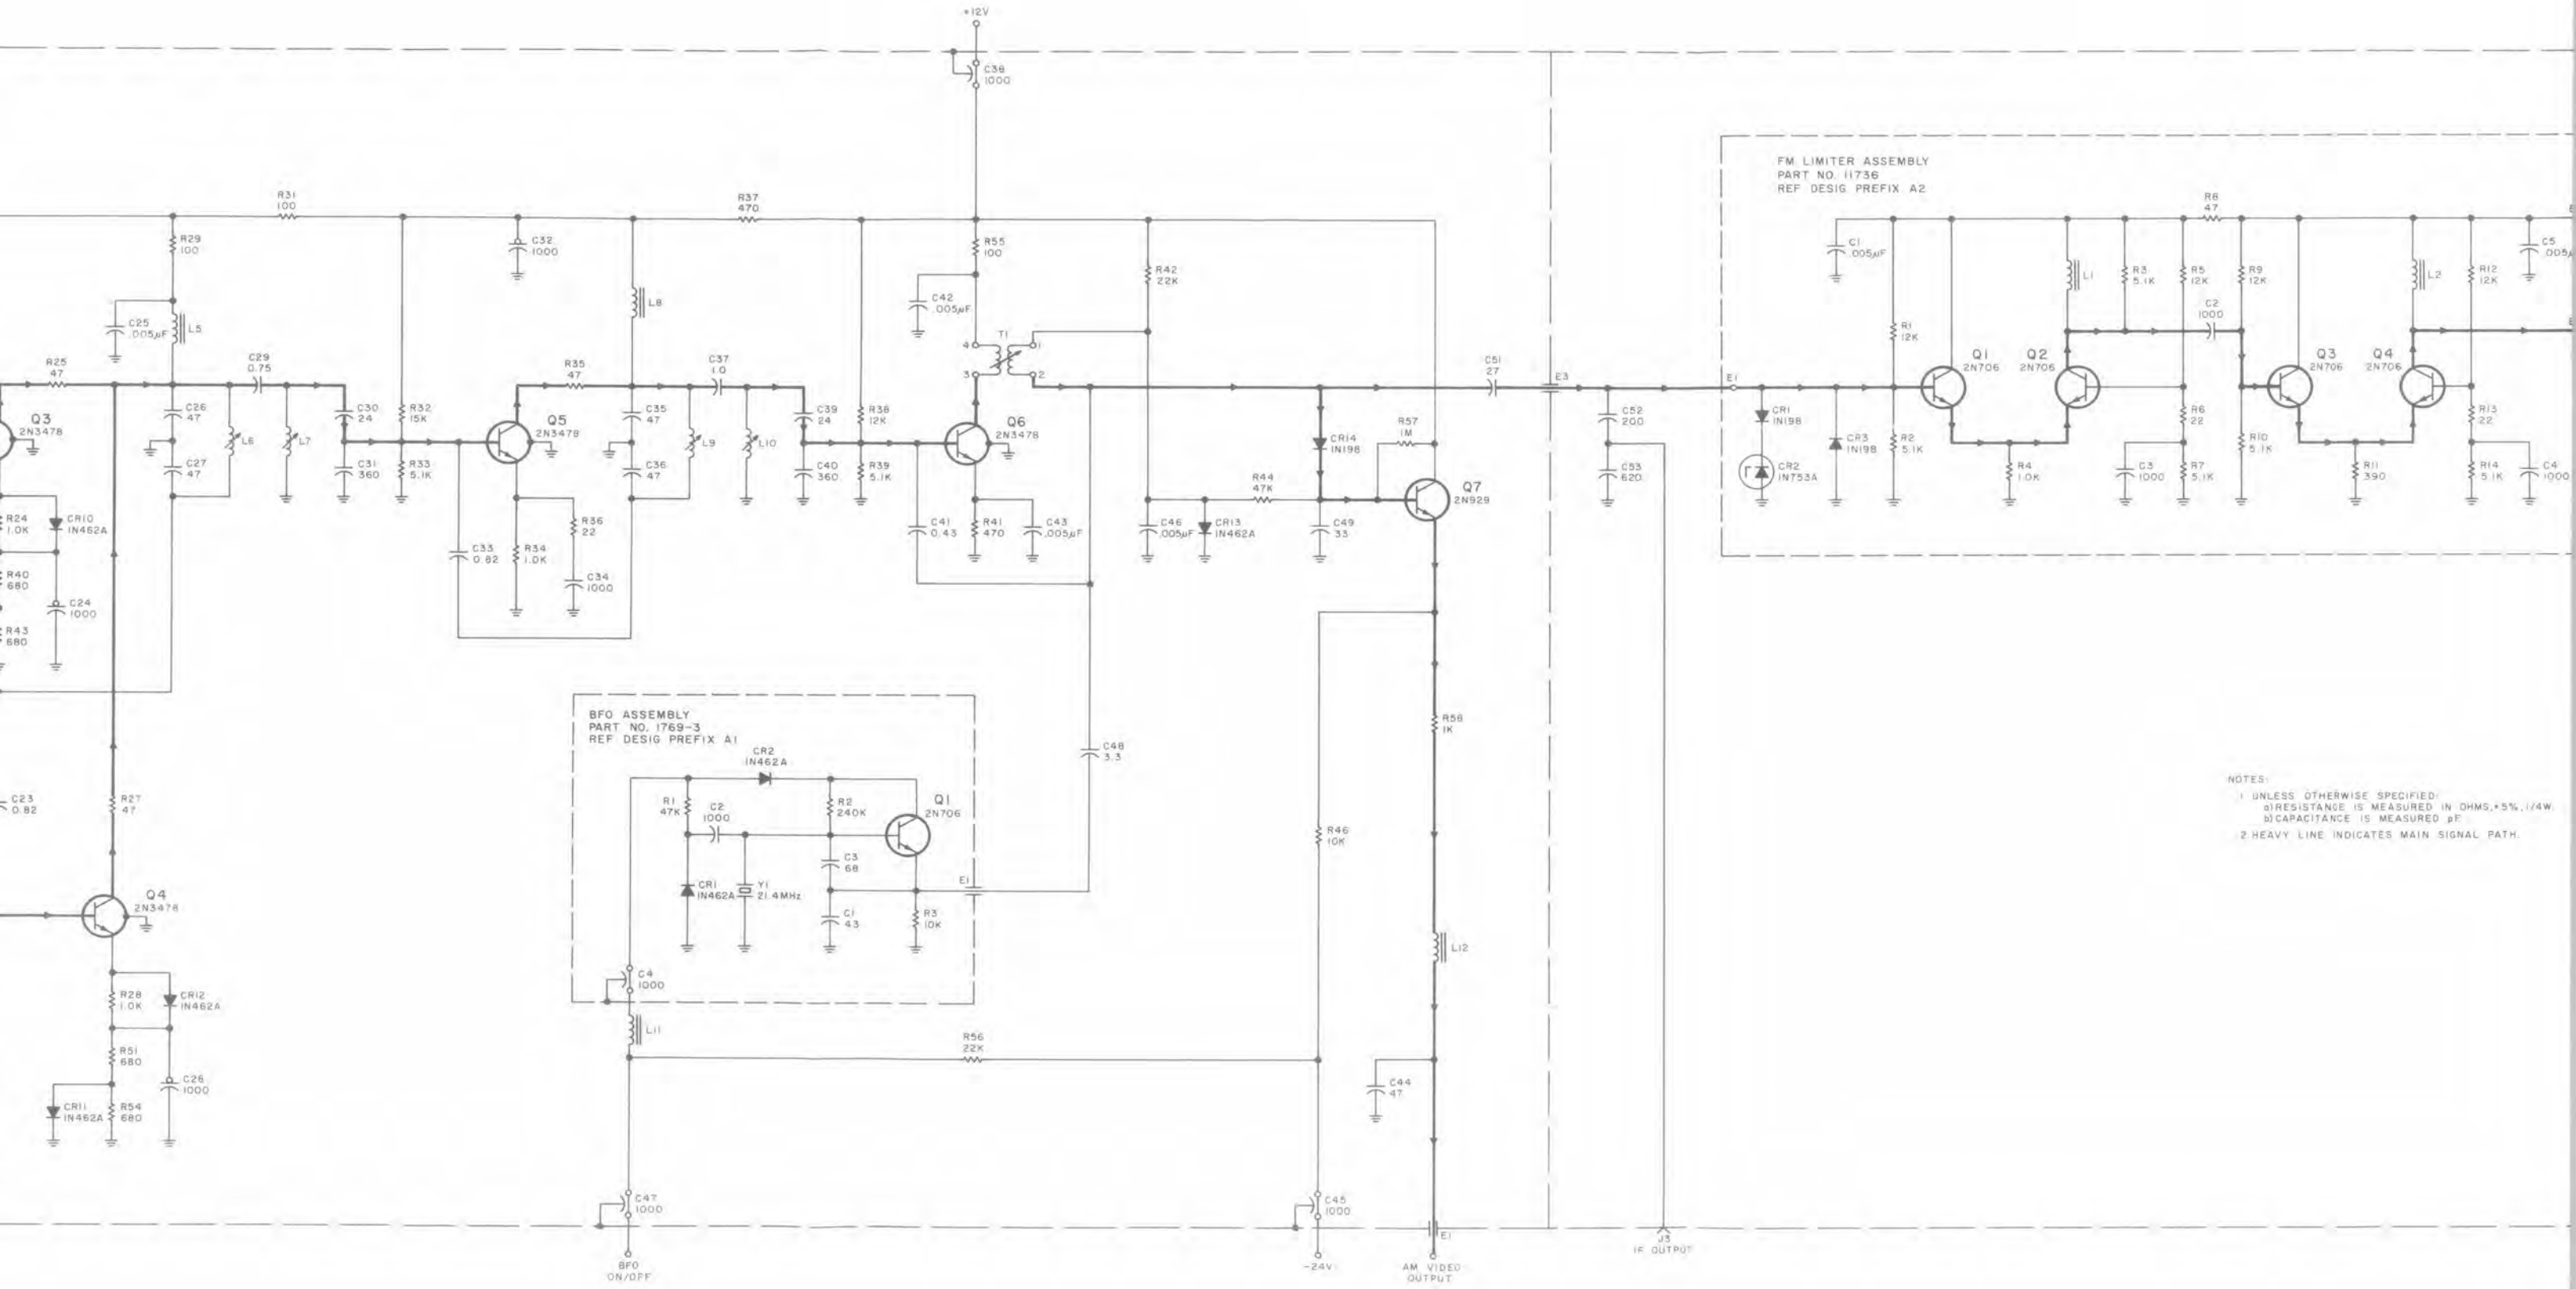 +12V
C38
1000
FM LIMITER ASSEMBLY
PART NO. 11736
REF DESIG PREFIX A2
R31
100
R37
470
R8
47
R29
100
C32
1000
R55
100
R42
22K
C1
.005µF
L1
R3
5.1K
R5
12K
R9
12K
L2
R12
12K
C5
C25
.005µF
L5
L8
C42
.005µF
T1
4
1
3
2
R1
12K
C2
1000
R25
47
C29
0.75
R35
47
C37
1.0
C51
27
E3
E1
Q1
2N706
Q2
2N706
Q3
2N706
Q4
2N706
Q3
2N3478
C26
47
L6
L7
C30
24
R32
15K
Q5
2N3478
C35
47
L9
L10
C39
24
R38
12K
Q6
2N3478
CR14
1N198
R57
1M
C52
200
CR1
1N198
CR3
1N198
R2
5.1K
R6
22
R10
5.1K
R13
22
C27
47
C31
360
R33
5.1K
C36
47
C40
360
R39
5.1K
R44
47K
Q7
2N929
C53
620
CR2
1N753A
R4
1.0K
C3
1000
R7
5.1K
R11
390
R14
5.1K
C4
1000
R24
1.0K
CR10
1N462A
R36
22
C33
0.82
R34
1.0K
C41
0.43
R41
470
C43
.005µF
C46
.005µF
CR13
1N462A
C49
33
R40
680
C24
1000
C34
1000
R43
680
BFO ASSEMBLY
PART NO. 1769-3
REF DESIG PREFIX A1
CR2
1N462A
C48
3.3
R58
1K
C23
0.82
R27
47
R1
47K
C2
1000
R2
240K
Q1
2N706
R46
10K
NOTES:
1 UNLESS OTHERWISE SPECIFIED:
a) RESISTANCE IS MEASURED IN OHMS, ±5%, 1/4W.
b) CAPACITANCE IS MEASURED pF
2 HEAVY LINE INDICATES MAIN SIGNAL PATH.
C3
68
CR1
1N462A
Y1
21.4MHz
E1
C1
43
R3
10K
Q4
2N3478
L12
C4
1000
R28
1.0K
CR12
1N462A
L11
R56
22K
R51
680
C26
1000
C44
47
CR11
1N462A
R54
680
C47
1000
C45
1000
E1
J3
IF OUTPUT
BFO
ON/OFF
-24V
AM VIDEO
OUTPUT